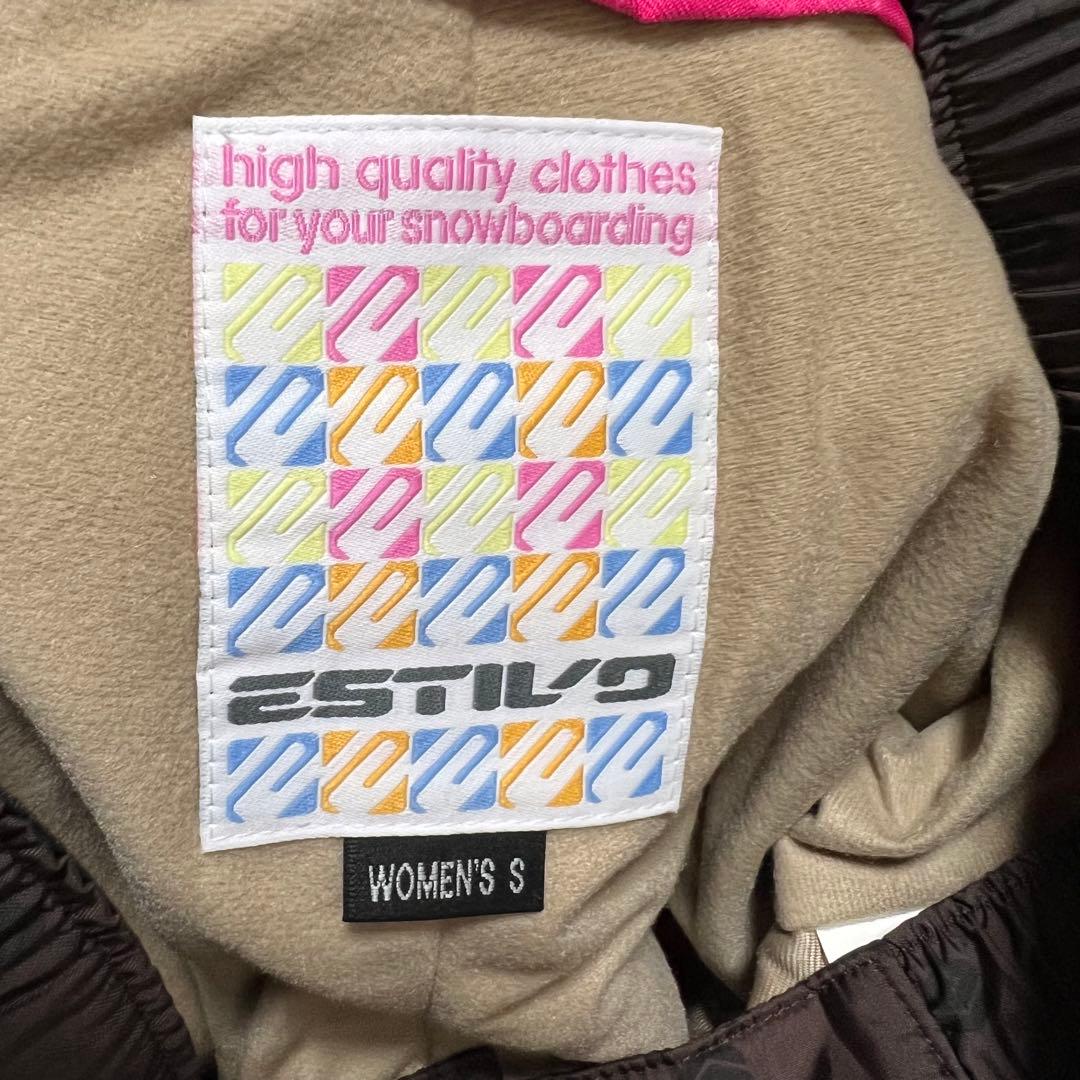 high quality clothes
for your snowboarding
ESTIVO
WOMEN'S S